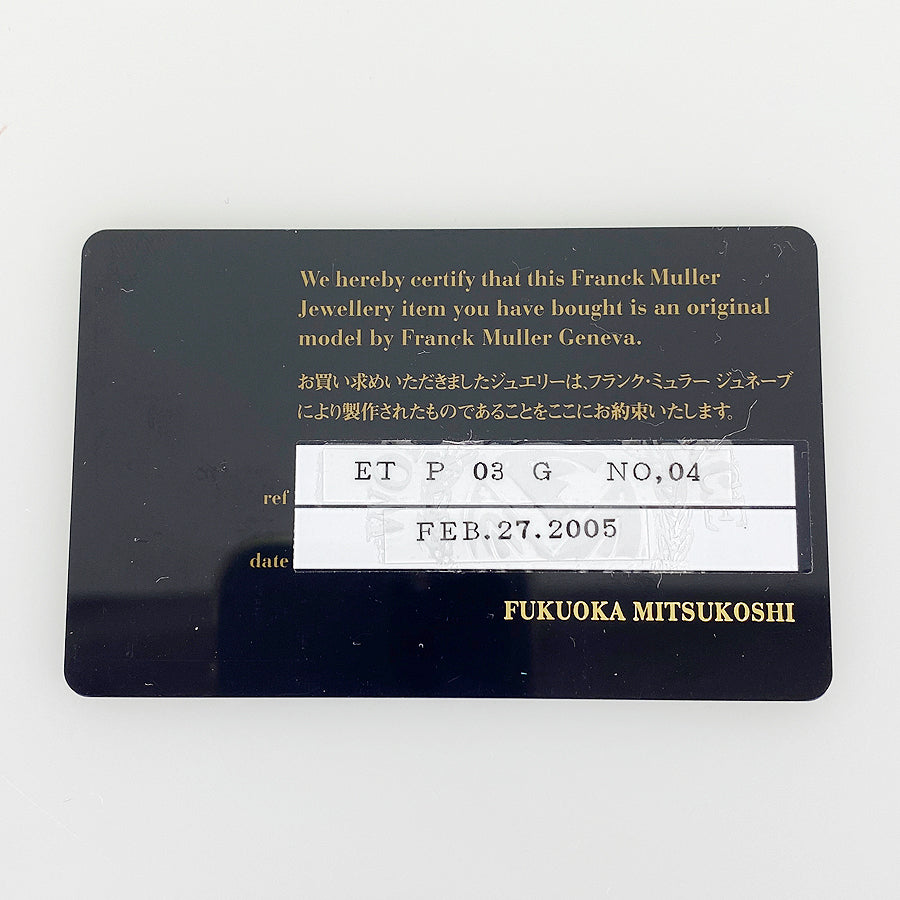 We hereby certify that this Franck Muller
Jewellery item you have bought is an original
model by Franck Muller Geneva.
お買い求めいただきましたジュエリーは、フランク・ミュラー ジュネーブ
により製作されたものであることをここにお約束いたします。
ref ET P 03 G NO,04
date FEB.27.2005
FUKUOKA MITSUKOSHI